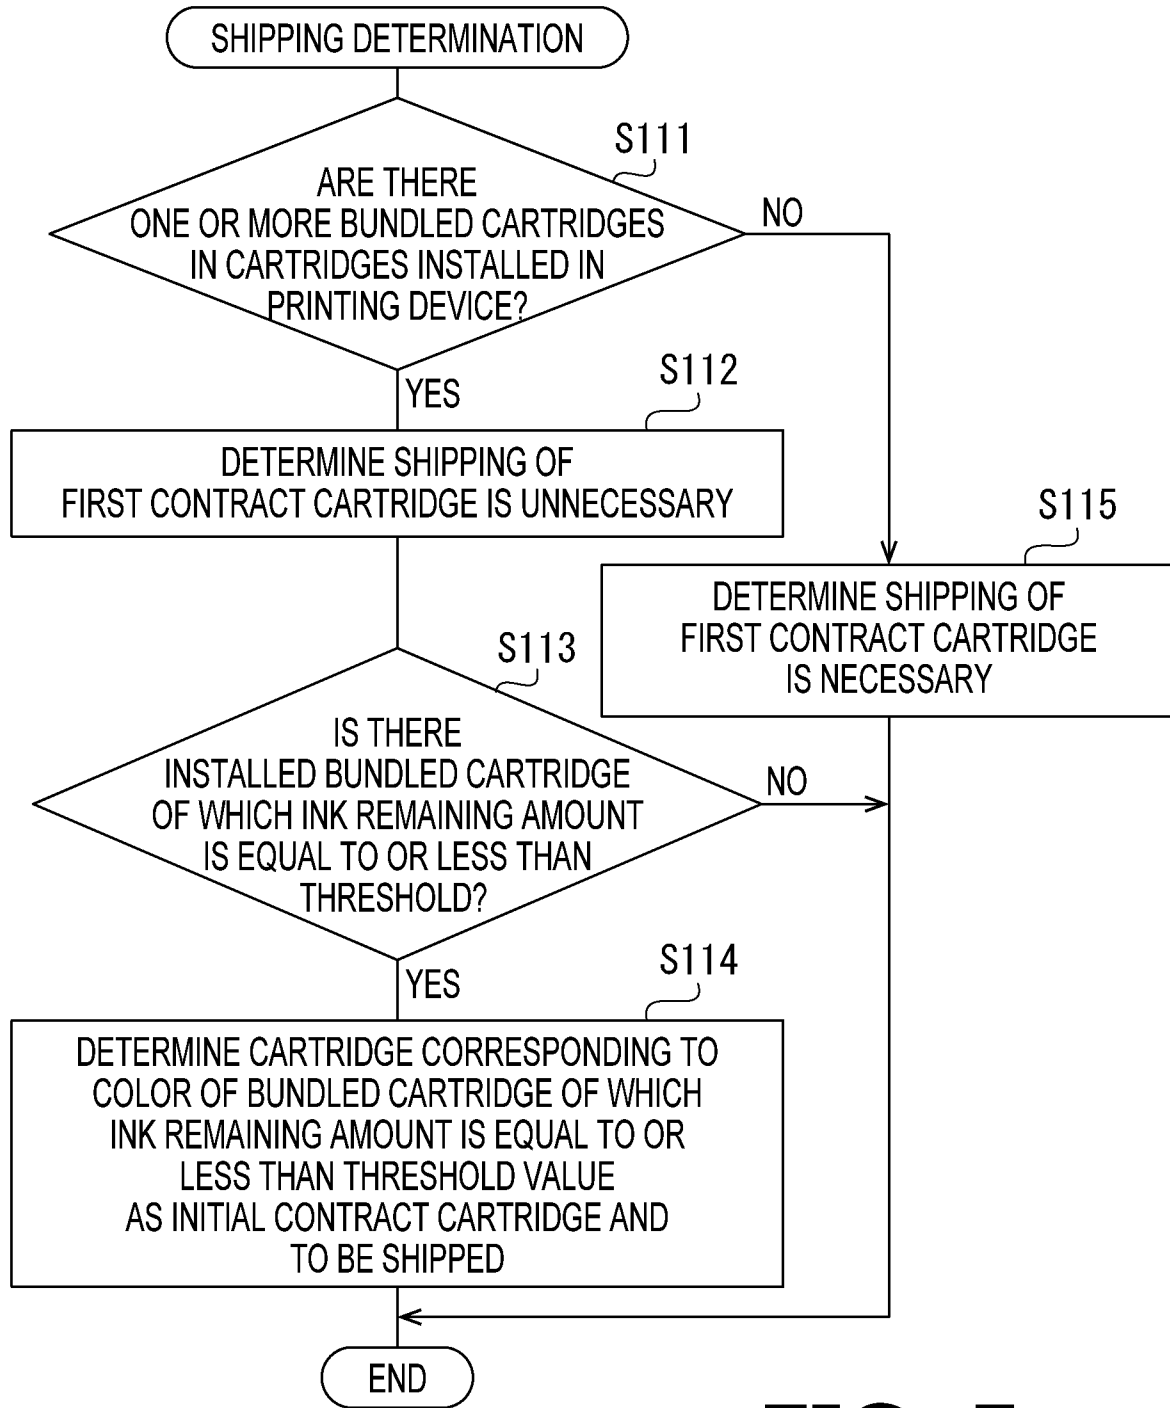 SHIPPING DETERMINATION
S111
ARE THERE
ONE OR MORE BUNDLED CARTRIDGES
IN CARTRIDGES INSTALLED IN
PRINTING DEVICE?
NO
YES
S112
DETERMINE SHIPPING OF
FIRST CONTRACT CARTRIDGE IS UNNECESSARY
S115
DETERMINE SHIPPING OF
FIRST CONTRACT CARTRIDGE
IS NECESSARY
S113
IS THERE
INSTALLED BUNDLED CARTRIDGE
OF WHICH INK REMAINING AMOUNT
IS EQUAL TO OR LESS THAN
THRESHOLD?
NO
YES
S114
DETERMINE CARTRIDGE CORRESPONDING TO
COLOR OF BUNDLED CARTRIDGE OF WHICH
INK REMAINING AMOUNT IS EQUAL TO OR
LESS THAN THRESHOLD VALUE
AS INITIAL CONTRACT CARTRIDGE AND
TO BE SHIPPED
END